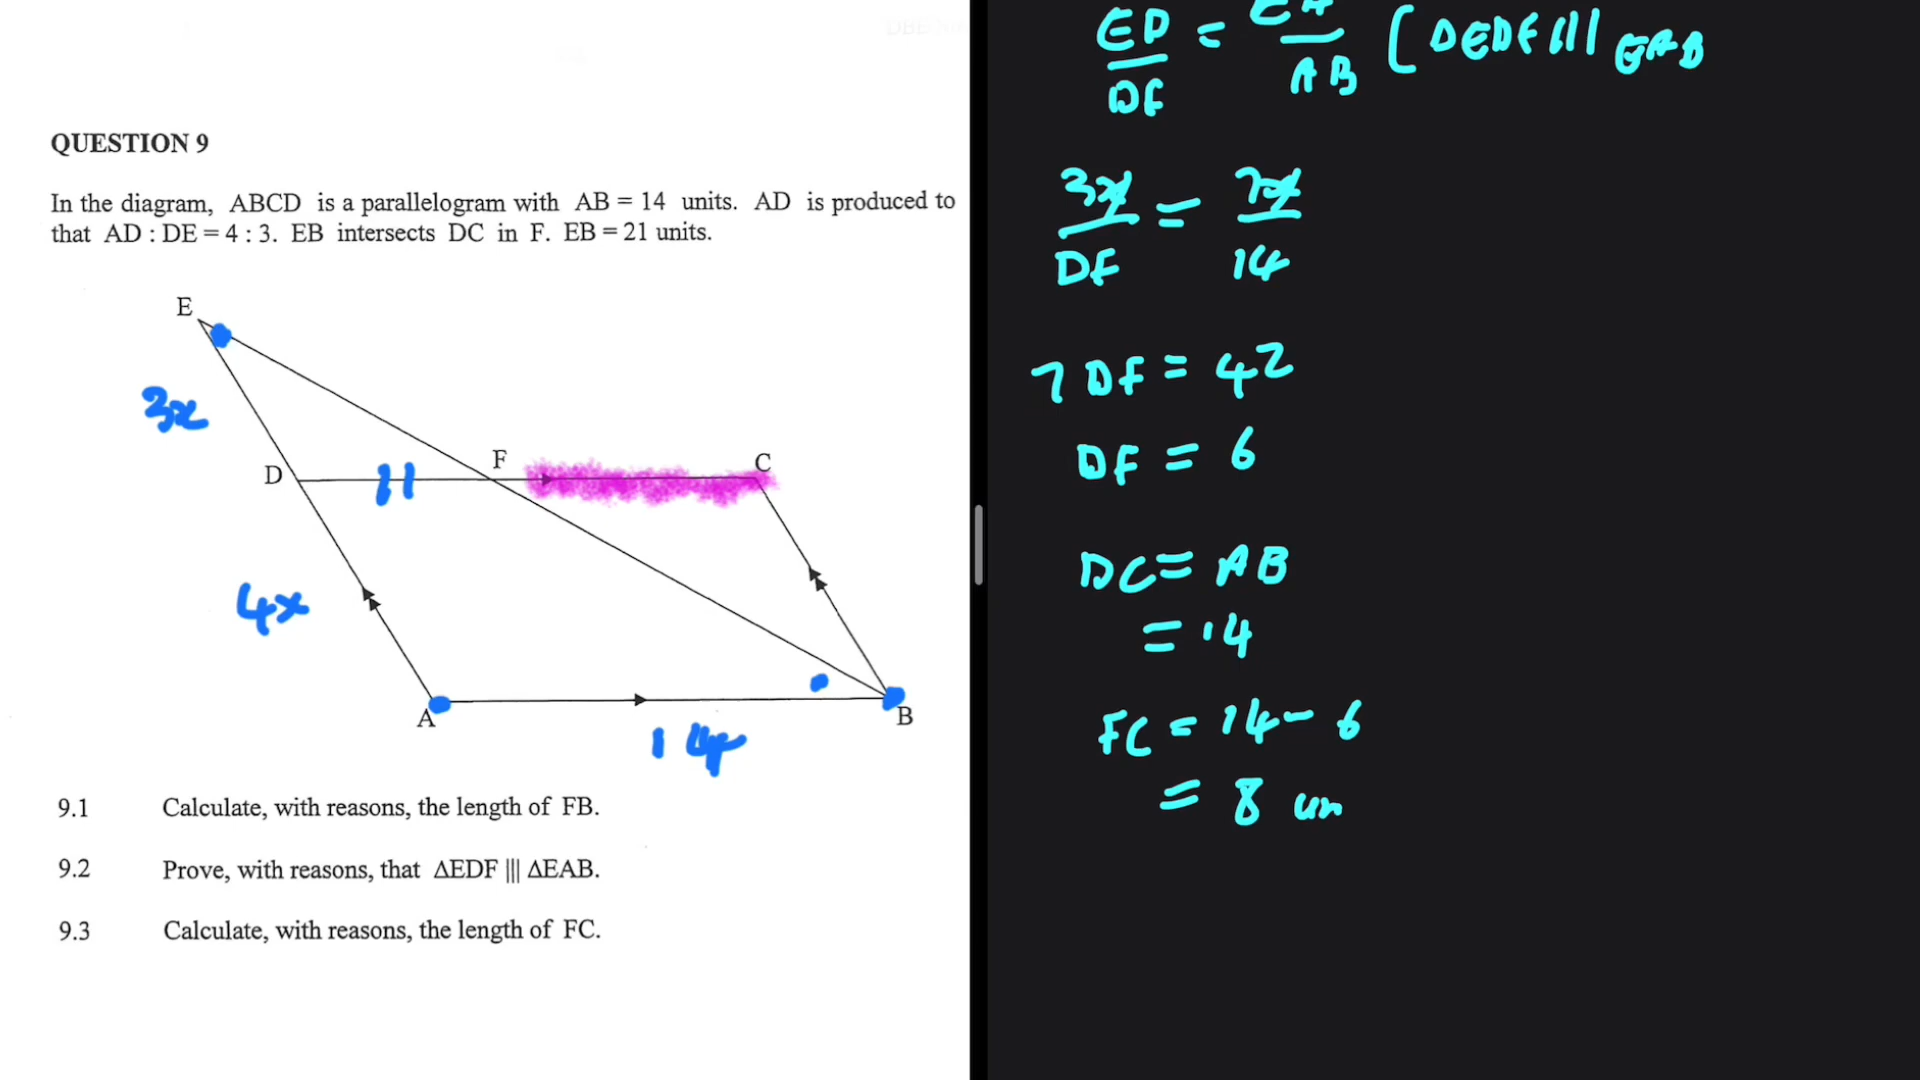 QUESTION 9
In the diagram, ABCD is a parallelogram with AB = 14 units. AD is produced to
that AD : DE = 4 : 3. EB intersects DC in F. EB = 21 units.
E
3x
D
F
C
4x
A
B
14
9.1 Calculate, with reasons, the length of FB.
9.2 Prove, with reasons, that ΔEDF ||| ΔEAB.
9.3 Calculate, with reasons, the length of FC.
ED/DF = EA/AB (DEDF ||| EAB
3x/DF = 7x/14
7DF = 42
DF = 6
DC = AB
= 14
FC = 14 - 6
= 8 un